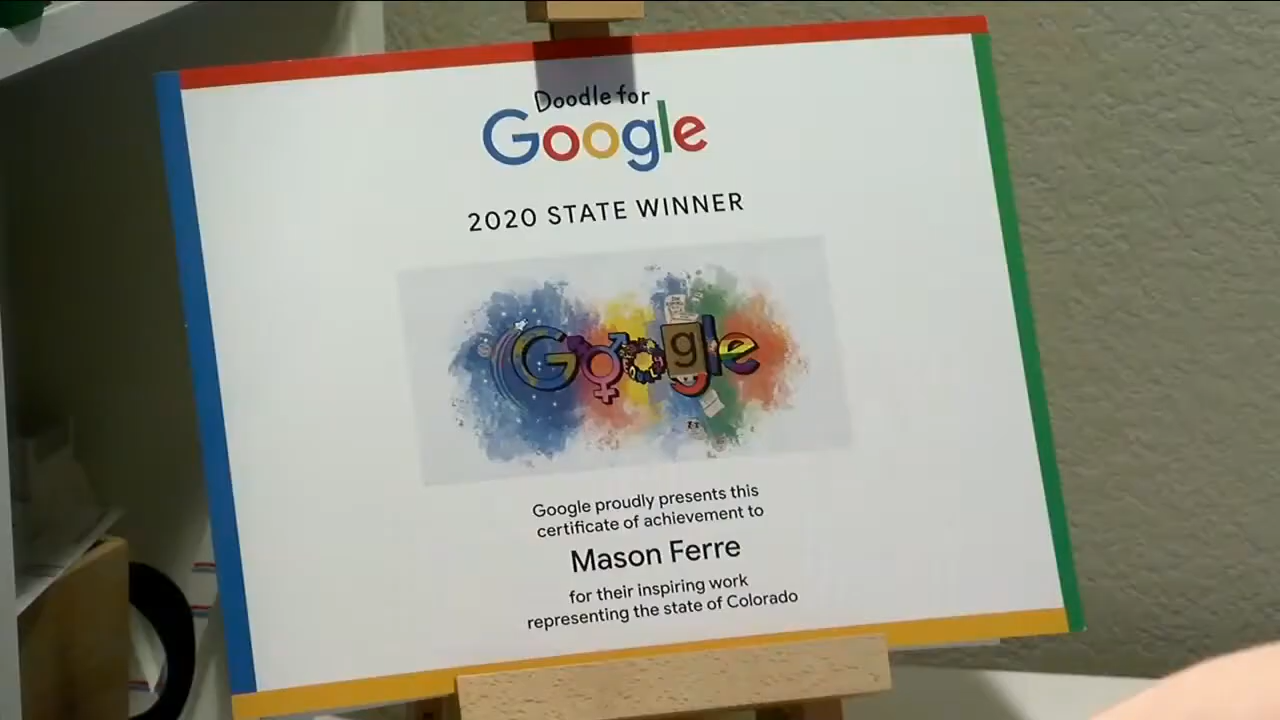 Doodle for
Google
2020 STATE WINNER
Google
Google proudly presents this
certificate of achievement to
Mason Ferre
for their inspiring work
representing the state of Colorado